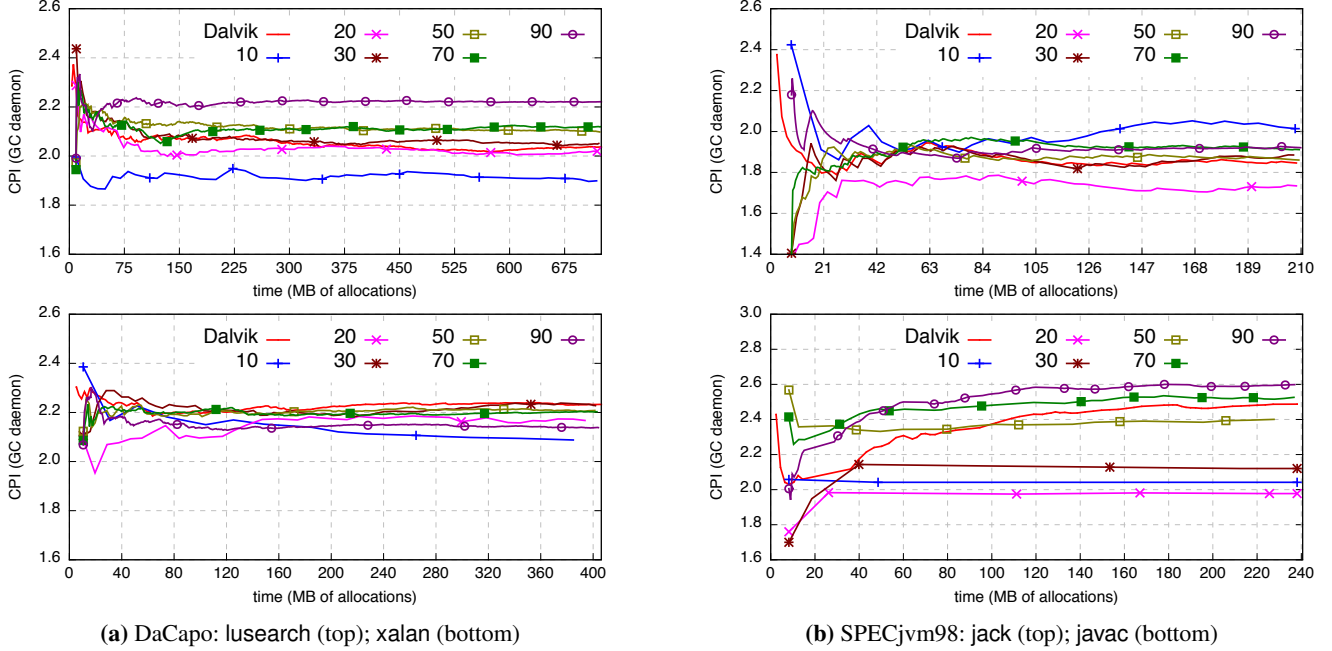 2.6
2.4
2.2
2.0
1.8
1.6
CPI (GC daemon)
Dalvik 20 50 90
10 30 70
0 75 150 225 300 375 450 525 600 675
time (MB of allocations)
2.6
2.4
2.2
2.0
1.8
1.6
CPI (GC daemon)
Dalvik 20 50 90
10 30 70
0 40 80 120 160 200 240 280 320 360 400
time (MB of allocations)
(a) DaCapo: lusearch (top); xalan (bottom)
2.6
2.4
2.2
2.0
1.8
1.6
1.4
CPI (GC daemon)
Dalvik 20 50 90
10 30 70
0 21 42 63 84 105 126 147 168 189 210
time (MB of allocations)
3.0
2.8
2.6
2.4
2.2
2.0
1.8
1.6
CPI (GC daemon)
Dalvik 20 50 90
10 30 70
0 20 40 60 80 100 120 140 160 180 200 220 240
time (MB of allocations)
(b) SPECjvm98: jack (top); javac (bottom)